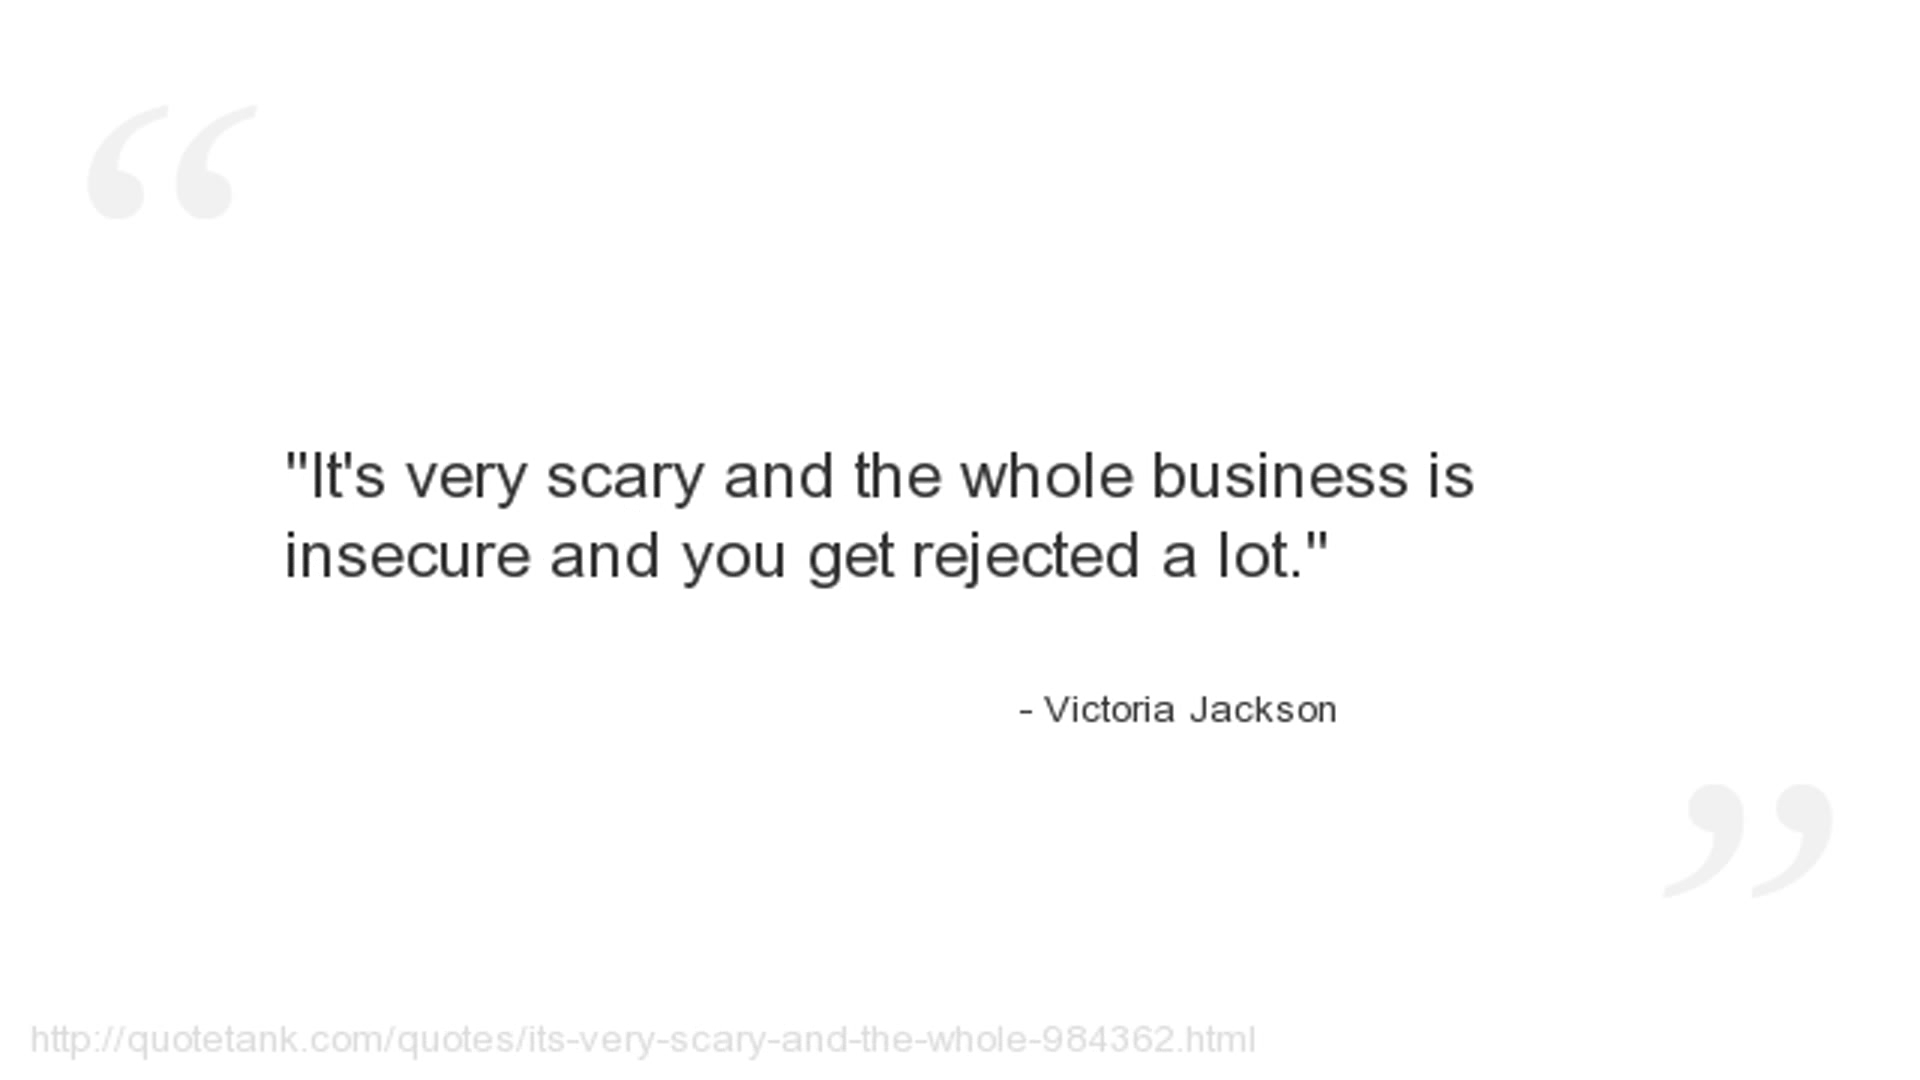 "It's very scary and the whole business is
insecure and you get rejected a lot."
- Victoria Jackson
http://quotetank.com/quotes/its-very-scary-and-the-whole-984362.html